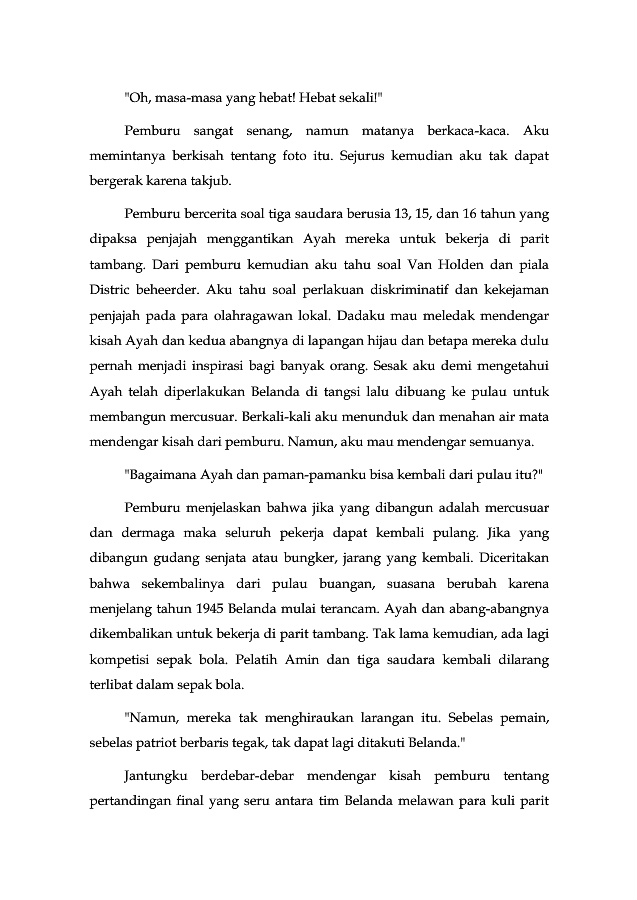 "Oh, masa-masa yang hebat! Hebat sekali!"
Pemburu sangat senang, namun matanya berkaca-kaca. Aku
memintanya berkisah tentang foto itu. Sejurus kemudian aku tak dapat
bergerak karena takjub.
Pemburu bercerita soal tiga saudara berusia 13, 15, dan 16 tahun yang
dipaksa penjajah menggantikan Ayah mereka untuk bekerja di parit
tambang. Dari pemburu kemudian aku tahu soal Van Holden dan piala
Distric beheerder. Aku tahu soal perlakuan diskriminatif dan kekejaman
penjajah pada para olahragawan lokal. Dadaku mau meledak mendengar
kisah Ayah dan kedua abangnya di lapangan hijau dan betapa mereka dulu
pernah menjadi inspirasi bagi banyak orang. Sesak aku demi mengetahui
Ayah telah diperlakukan Belanda di tangsi lalu dibuang ke pulau untuk
membangun mercusuar. Berkali-kali aku menunduk dan menahan air mata
mendengar kisah dari pemburu. Namun, aku mau mendengar semuanya.
"Bagaimana Ayah dan paman-pamanku bisa kembali dari pulau itu?"
Pemburu menjelaskan bahwa jika yang dibangun adalah mercusuar
dan dermaga maka seluruh pekerja dapat kembali pulang. Jika yang
dibangun gudang senjata atau bungker, jarang yang kembali. Diceritakan
bahwa sekembalinya dari pulau buangan, suasana berubah karena
menjelang tahun 1945 Belanda mulai terancam. Ayah dan abang-abangnya
dikembalikan untuk bekerja di parit tambang. Tak lama kemudian, ada lagi
kompetisi sepak bola. Pelatih Amin dan tiga saudara kembali dilarang
terlibat dalam sepak bola.
"Namun, mereka tak menghiraukan larangan itu. Sebelas pemain,
sebelas patriot berbaris tegak, tak dapat lagi ditakuti Belanda."
Jantungku berdebar-debar mendengar kisah pemburu tentang
pertandingan final yang seru antara tim Belanda melawan para kuli parit